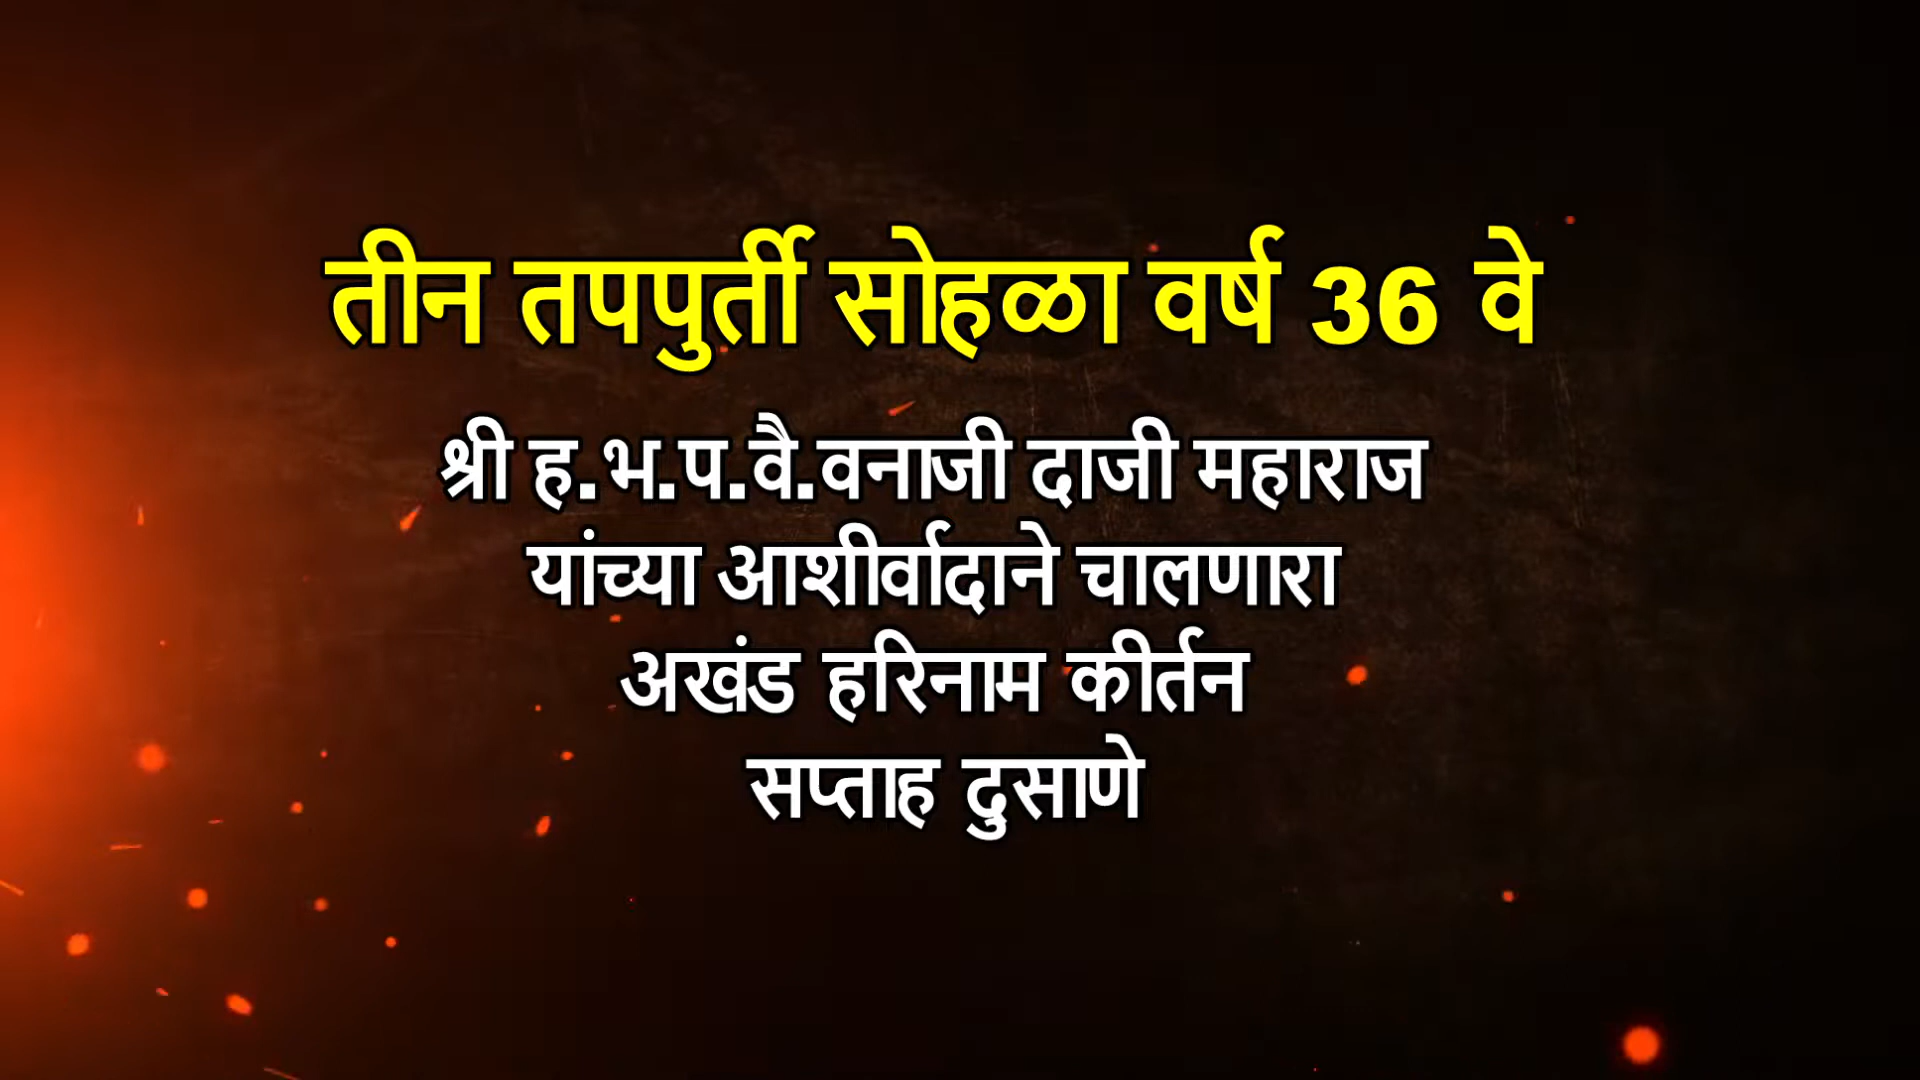 तीन तपपुर्ती सोहळा वर्ष 36 वे
श्री ह.भ.प.वै.वनाजी दाजी महाराज
यांच्या आशीर्वादाने चालणारा
अखंड हरिनाम कीर्तन
सप्ताह दुसाणे